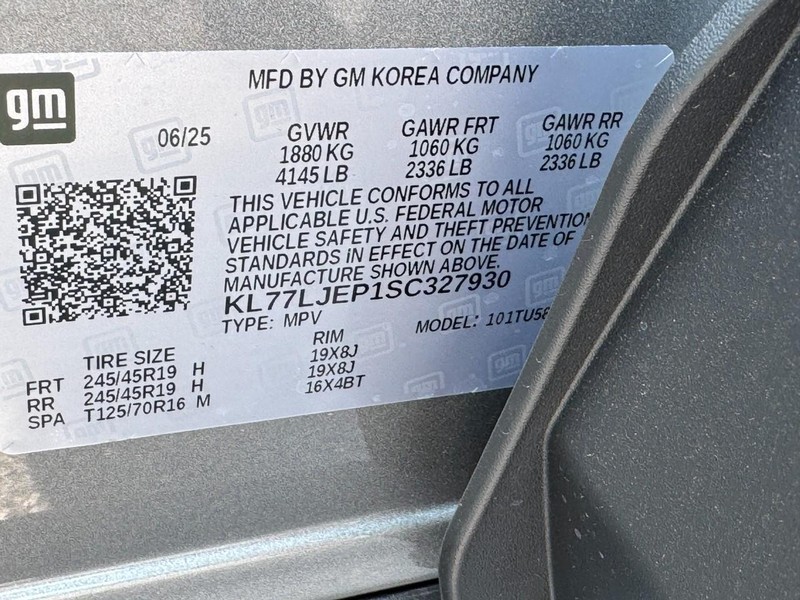 MFD BY GM KOREA COMPANY
gm
06/25 GVWR GAWR FRT GAWR RR
1880 KG 1060 KG 1060 KG
4145 LB 2336 LB 2336 LB
THIS VEHICLE CONFORMS TO ALL
APPLICABLE U.S. FEDERAL MOTOR
VEHICLE SAFETY AND THEFT PREVENTION
STANDARDS IN EFFECT ON THE DATE OF
MANUFACTURE SHOWN ABOVE.
KL77LJEP1SC327930
TYPE: MPV MODEL: 101TU58
TIRE SIZE RIM
FRT 245/45R19 H 19X8J
RR 245/45R19 H 19X8J
SPA T125/70R16 M 16X4BT